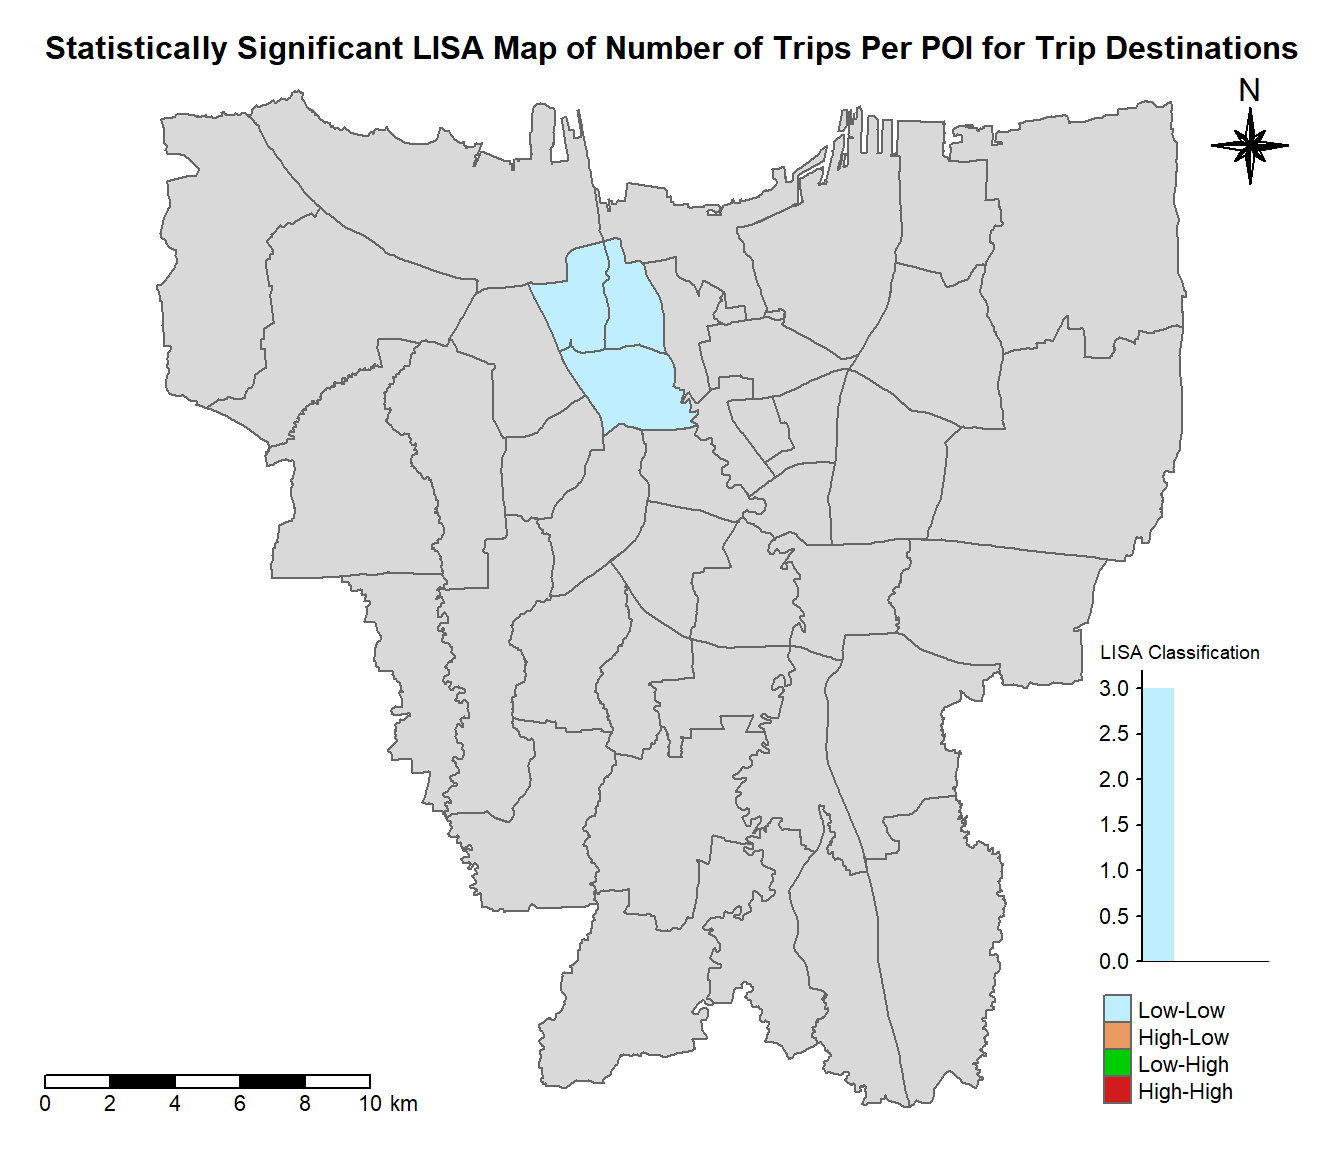 Statistically Significant LISA Map of Number of Trips Per POI for Trip Destinations
N
LISA Classification
3.0
2.5
2.0
1.5
1.0
0.5
0.0
Low-Low
High-Low
Low-High
High-High
0 2 4 6 8 10 km